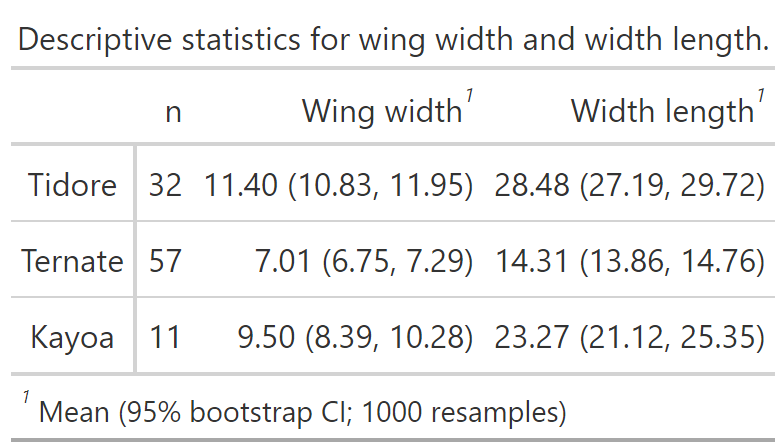 Descriptive statistics for wing width and width length.
n Wing width1 Width length1
Tidore 32 11.40 (10.83, 11.95) 28.48 (27.19, 29.72)
Ternate 57 7.01 (6.75, 7.29) 14.31 (13.86, 14.76)
Kayoa 11 9.50 (8.39, 10.28) 23.27 (21.12, 25.35)
1 Mean (95% bootstrap CI; 1000 resamples)